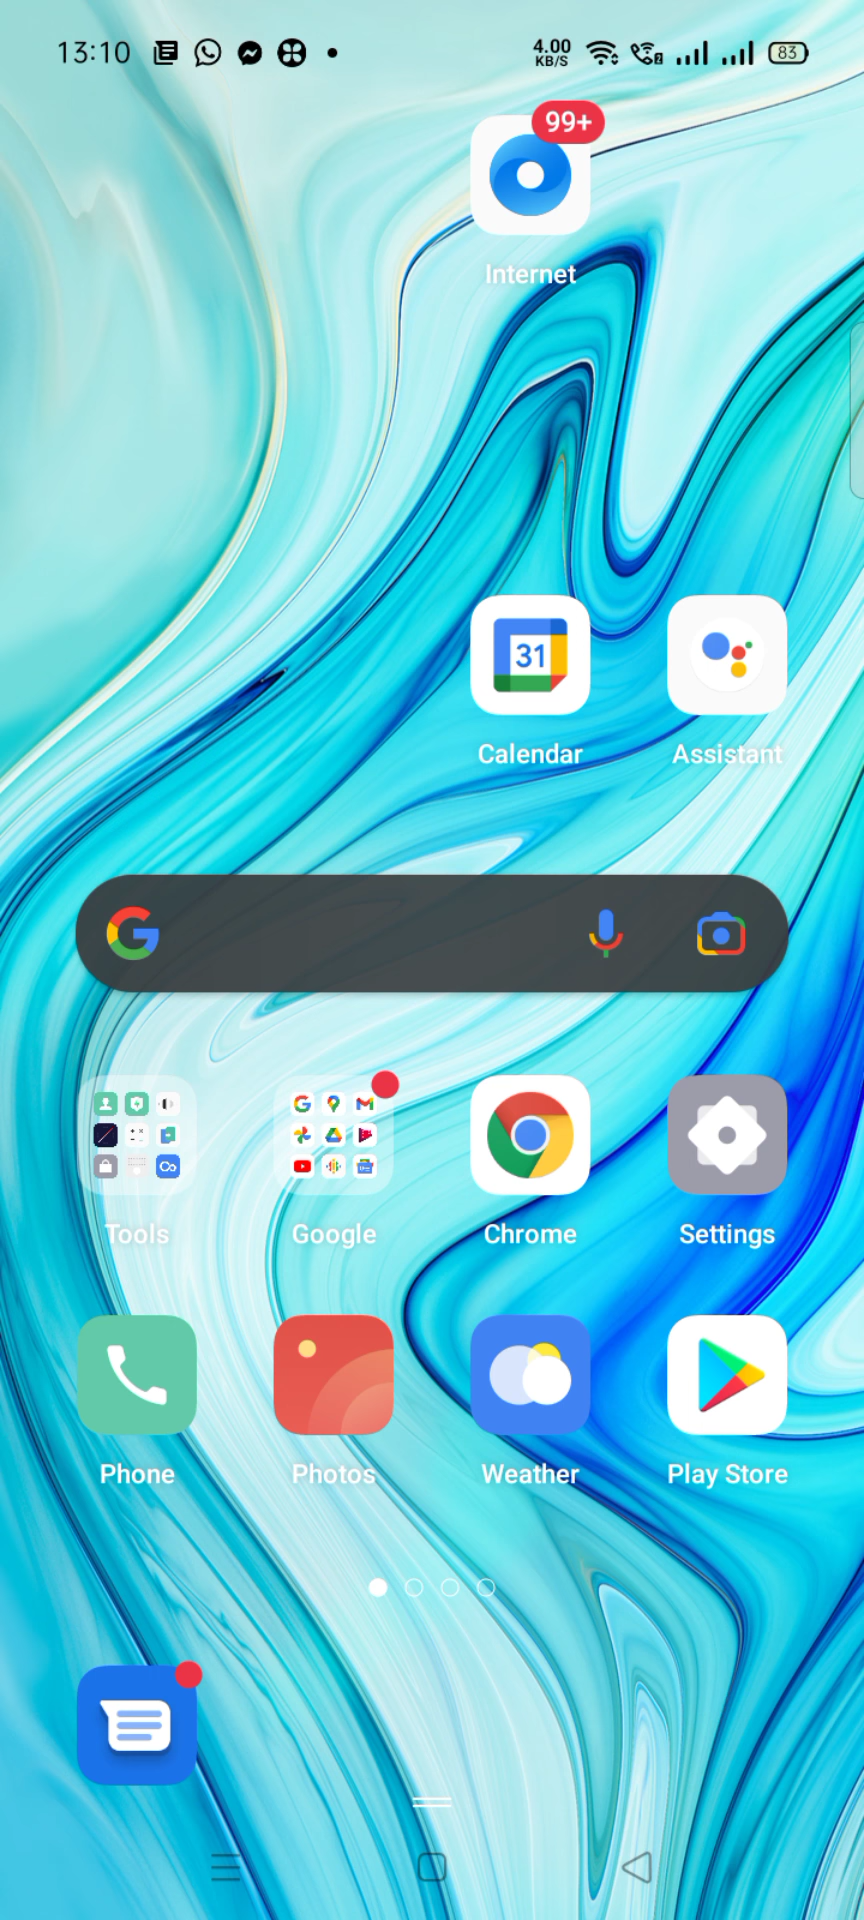 13:10
4.00
KB/S
83
99+
Internet
31
Calendar
Assistant
Tools
Google
Chrome
Settings
Phone
Photos
Weather
Play Store